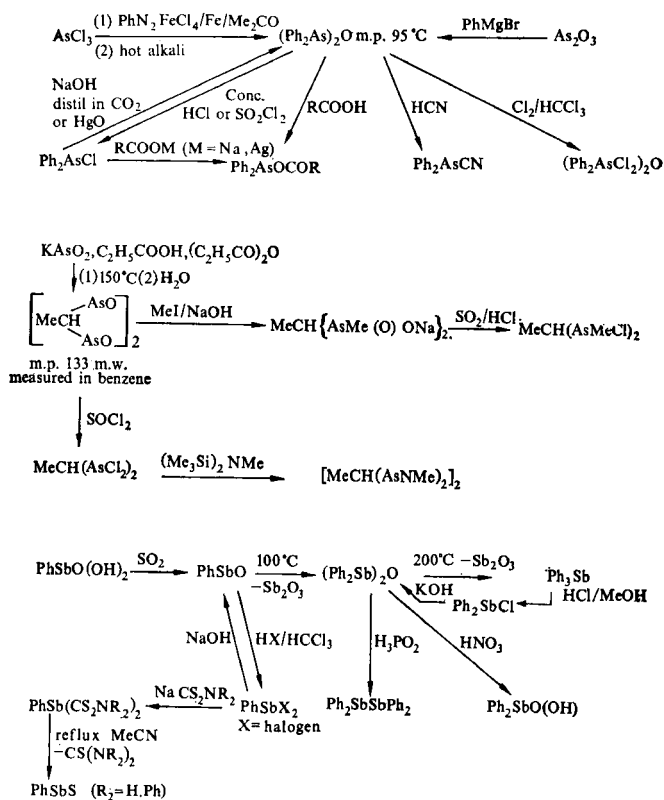 (1) PhN2 FeCl4/Fe/Me2CO
PhMgBr
AsCl3 (Ph2As)2O m.p. 95°C As2O3
(2) hot alkali
NaOH
distil in CO2
or HgO
Conc.
HCl or SO2Cl2
RCOOH
HCN
Cl2/HCCl3
Ph2AsCl RCOOM (M = Na, Ag) Ph2AsOCOR Ph2AsCN (Ph2AsCl2)2O
KAsO2, C2H5COOH, (C2H5CO)2O
(1) 150°C (2) H2O
[MeCH AsO AsO ]2 MeI/NaOH MeCH{AsMe (O) ONa}2. SO2/HCl. MeCH(AsMeCl)2
m.p. 133 m.w.
measured in benzene
SOCl2
MeCH(AsCl2)2 (Me3Si)2 NMe [MeCH(AsNMe)2]2
PhSbO(OH)2 SO2 PhSbO 100°C (Ph2Sb)2O 200°C –Sb2O3 Ph3Sb
–Sb2O3 KOH Ph2SbCl HCl/MeOH
NaOH HX/HCCl3 H3PO2 HNO3
PhSb(CS2NR2)2 Na CS2NR2 PhSbX2 Ph2SbSbPh2 Ph2SbO(OH)
X= halogen
reflux MeCN
–CS(NR2)2
PhSbS (R2=H.Ph)